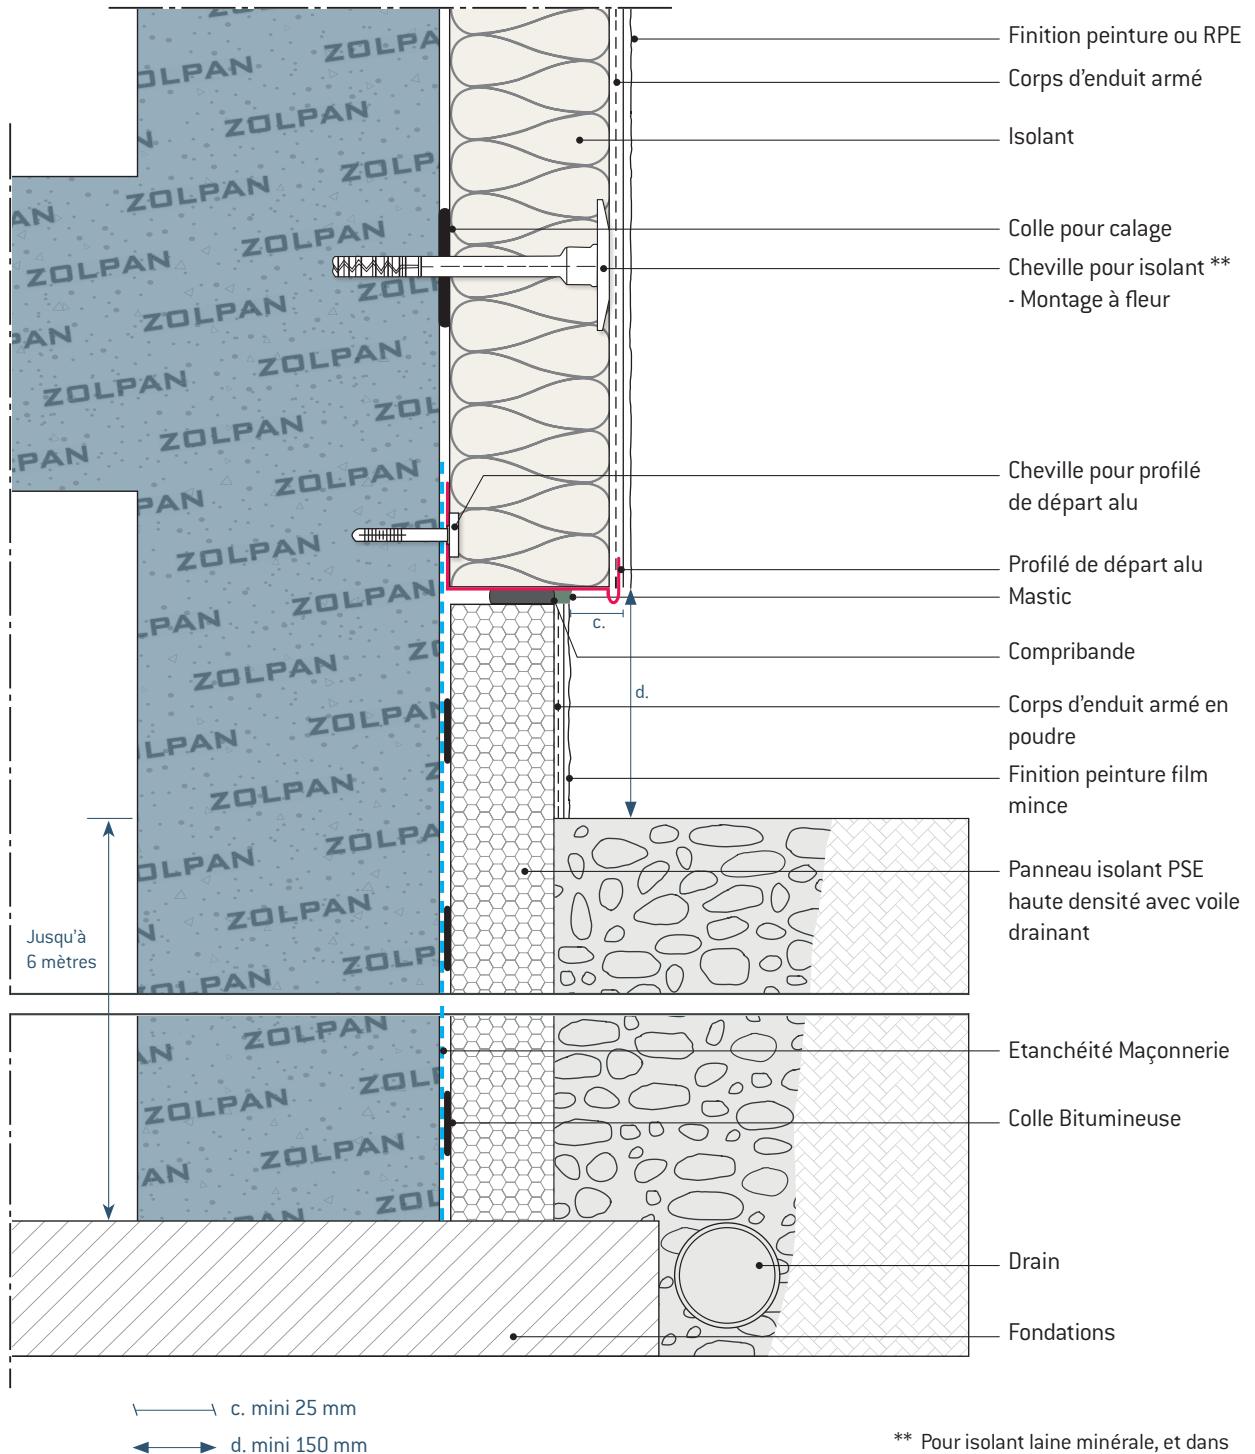 Finition peinture ou RPE
Corps d'enduit armé
Isolant
Colle pour calage
Cheville pour isolant **
- Montage à fleur
Cheville pour profilé
de départ alu
Profilé de départ alu
Mastic
c.
Compribande
d.
Corps d'enduit armé en
poudre
Finition peinture film
mince
Panneau isolant PSE
haute densité avec voile
drainant
Jusqu'à
6 mètres
Etanchéité Maçonnerie
Colle Bitumineuse
Drain
Fondations
c. mini 25 mm
d. mini 150 mm
** Pour isolant laine minérale, et dans
ZOLPAN